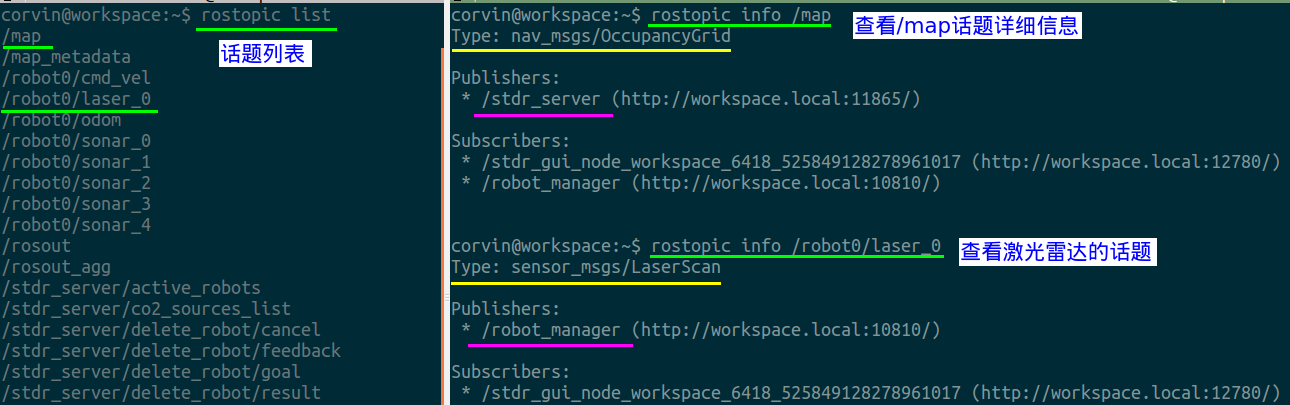 corvin@workspace:~$ rostopic list
话题列表
/map
/map_metadata
/robot0/cmd_vel
/robot0/laser_0
/robot0/odom
/robot0/sonar_0
/robot0/sonar_1
/robot0/sonar_2
/robot0/sonar_3
/robot0/sonar_4
/rosout
/rosout_agg
/stdr_server/active_robots
/stdr_server/co2_sources_list
/stdr_server/delete_robot/cancel
/stdr_server/delete_robot/feedback
/stdr_server/delete_robot/goal
/stdr_server/delete_robot/result
corvin@workspace:~$ rostopic info /map
查看/map话题详细信息
Type: nav_msgs/OccupancyGrid
Publishers:
* /stdr_server (http://workspace.local:11865/)
Subscribers:
* /stdr_gui_node_workspace_6418_525849128278961017 (http://workspace.local:12780/)
* /robot_manager (http://workspace.local:10810/)
corvin@workspace:~$ rostopic info /robot0/laser_0
查看激光雷达的话题
Type: sensor_msgs/LaserScan
Publishers:
* /robot_manager (http://workspace.local:10810/)
Subscribers:
* /stdr_gui_node_workspace_6418_525849128278961017 (http://workspace.local:12780/)